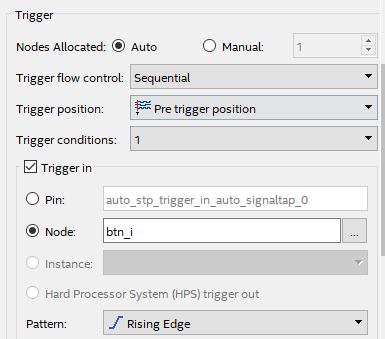 Trigger
Nodes Allocated: Auto Manual: 1
Trigger flow control: Sequential
Trigger position: Pre trigger position
Trigger conditions: 1
Trigger in
Pin: auto_stp_trigger_in_auto_signaltap_0
Node: btn_i ...
Instance:
Hard Processor System (HPS) trigger out
Pattern: Rising Edge